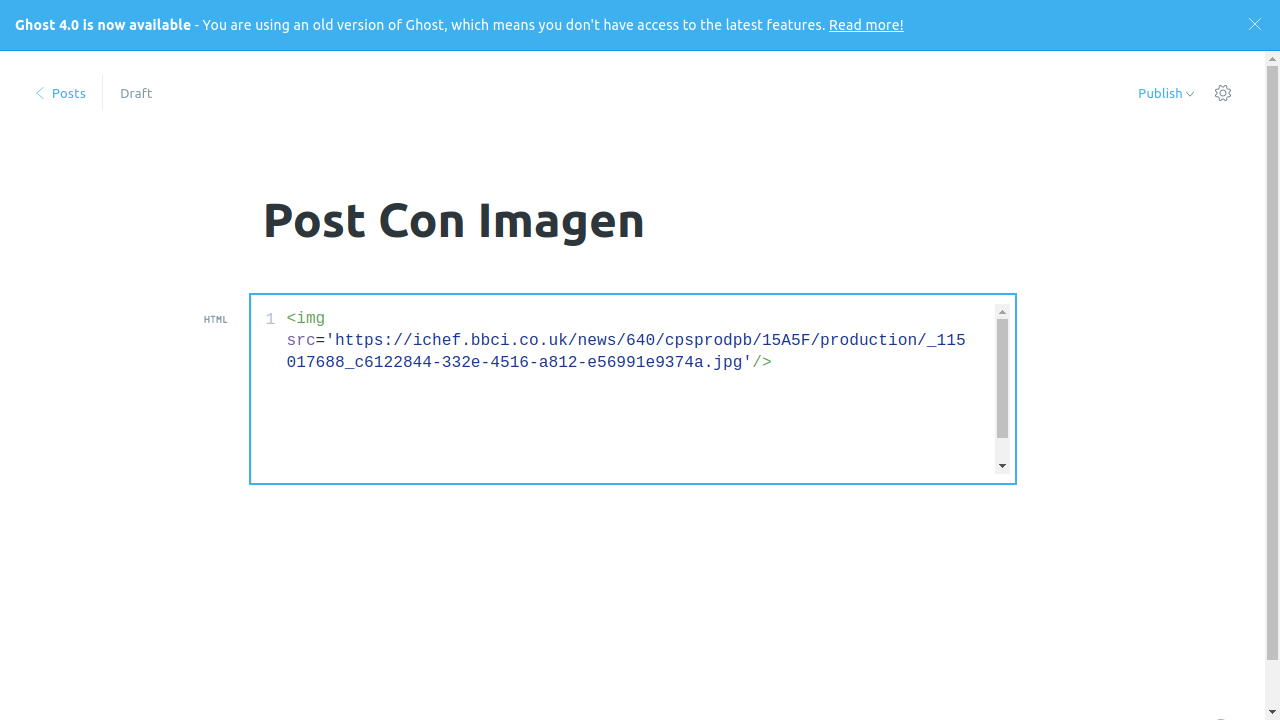 Ghost 4.0 is now available - You are using an old version of Ghost, which means you don't have access to the latest features. Read more!
Posts
Draft
Publish
Post Con Imagen
HTML
1
<img
src='https://ichef.bbci.co.uk/news/640/cpsprodpb/15A5F/production/_115
017688_c6122844-332e-4516-a812-e56991e9374a.jpg'/>